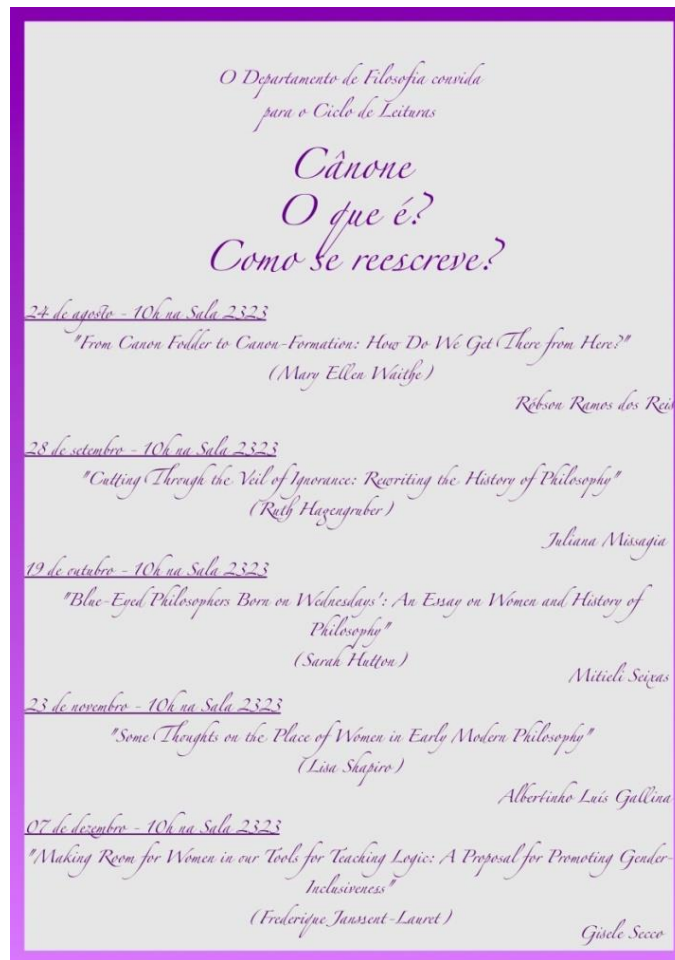 O Departamento de Filosofia convida
para o Ciclo de Leituras
Cânone
O que é?
Como se reescreve?
24 de agosto - 10h na Sala 2323
"From Canon Fodder to Canon-Formation: How Do We Get There from Here?"
(Mary Ellen Waithe)
Róbson Ramos dos Reis
28 de setembro - 10h na Sala 2323
"Cutting Through the Veil of Ignorance: Rewriting the History of Philosophy"
(Ruth Hagengruber)
Juliana Missagia
19 de outubro - 10h na Sala 2323
"Blue-Eyed Philosophers Born on Wednesdays': An Essay on Women and History of
Philosophy"
(Sarah Hutton)
Mitieli Seixas
23 de novembro - 10h na Sala 2323
"Some Thoughts on the Place of Women in Early Modern Philosophy"
(Lisa Shapiro)
Albertinho Luís Gallina
07 de dezembro - 10h na Sala 2323
"Making Room for Women in our Tools for Teaching Logic: A Proposal for Promoting Gender-
Inclusiveness"
(Frederique Janssent-Lauret)
Gisele Secco